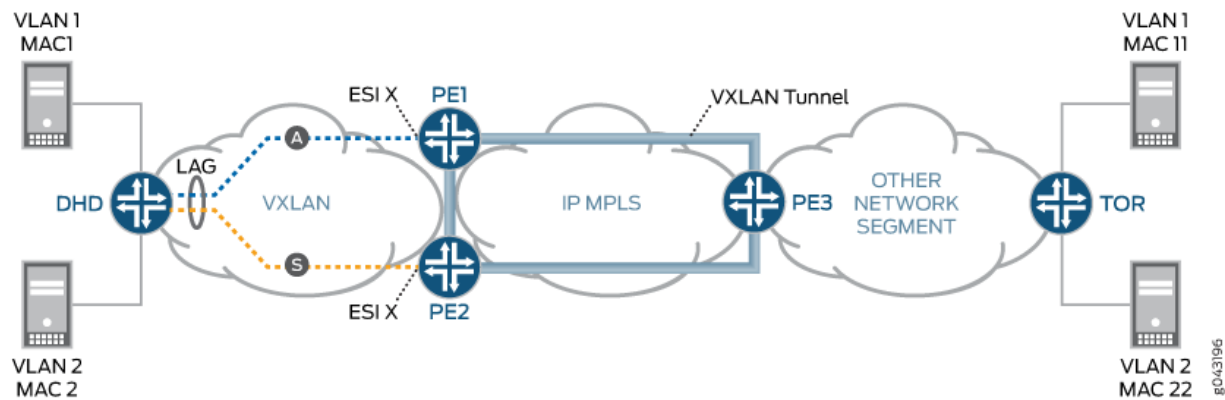 VLAN 1
MAC1
VLAN 1
MAC 11
ESI X
PE1
VXLAN Tunnel
A
LAG
DHD
VXLAN
IP MPLS
PE3
OTHER
NETWORK
SEGMENT
TOR
S
ESI X
PE2
VLAN 2
MAC 2
VLAN 2
MAC 22
g043196